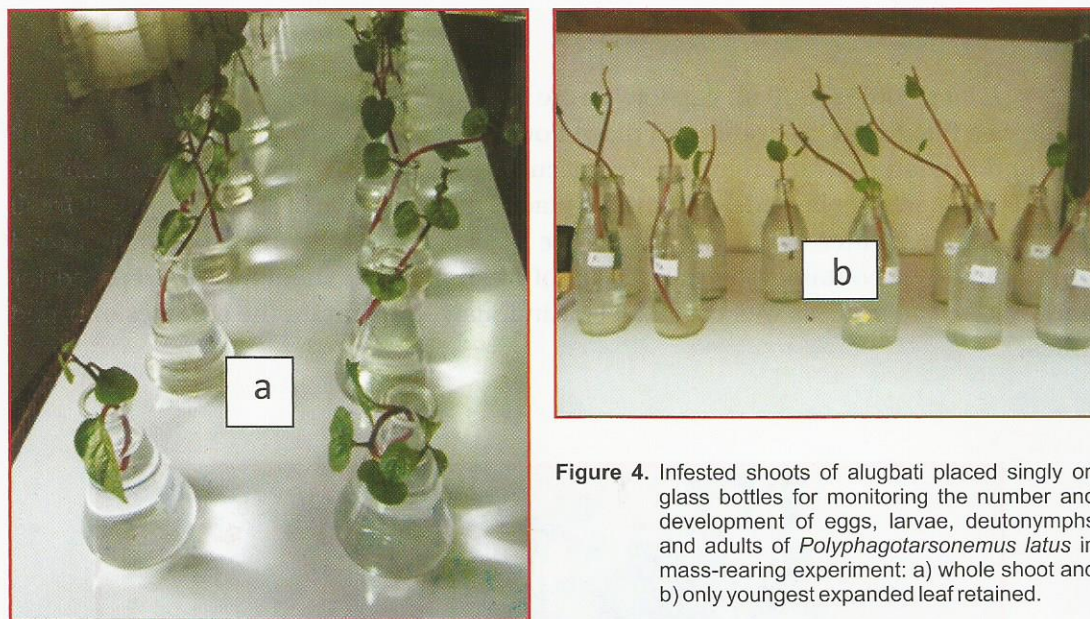 a
b
Figure 4. Infested shoots of alugbati placed singly on
glass bottles for monitoring the number and
development of eggs, larvae, deutonymphs
and adults of Polyphagotarsonemus latus in
mass-rearing experiment: a) whole shoot and
b) only youngest expanded leaf retained.